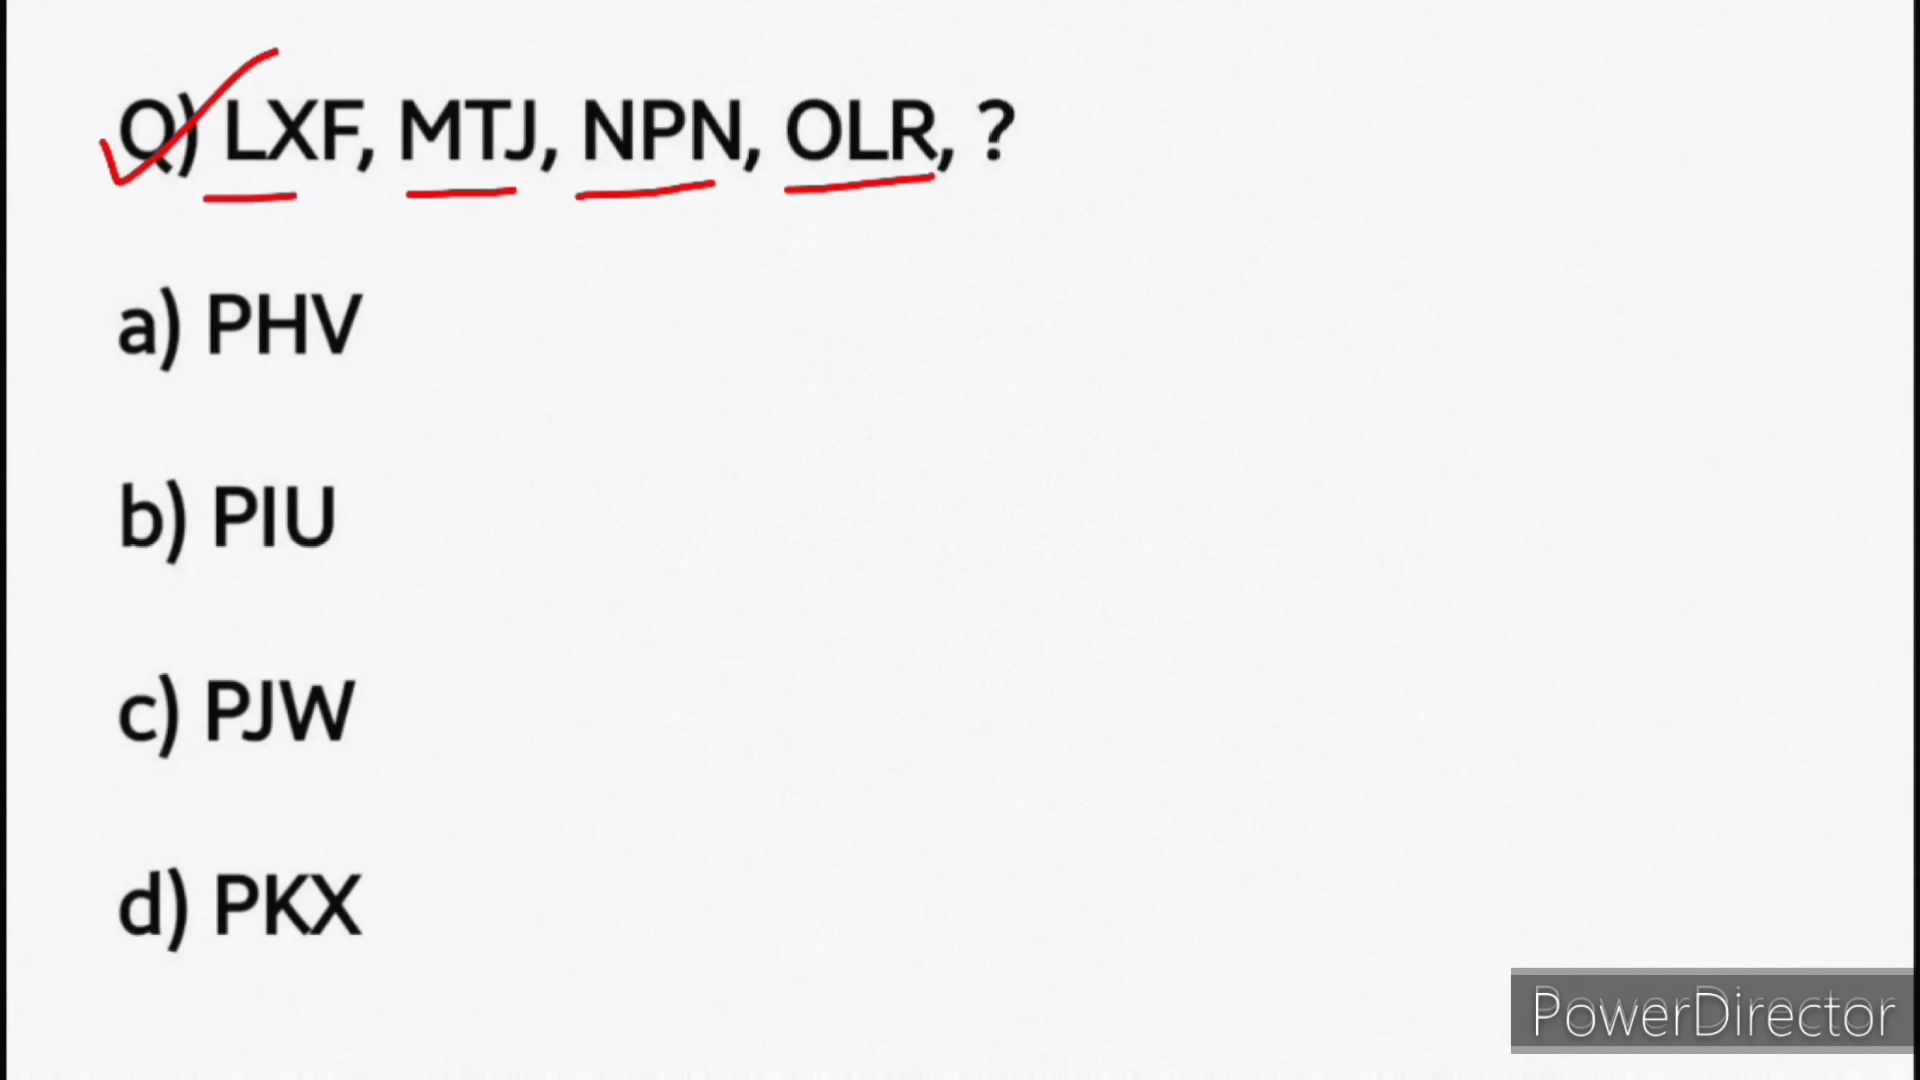 Q) LXF, MTJ, NPN, OLR, ?
a) PHV
b) PIU
c) PJW
d) PKX
PowerDirector